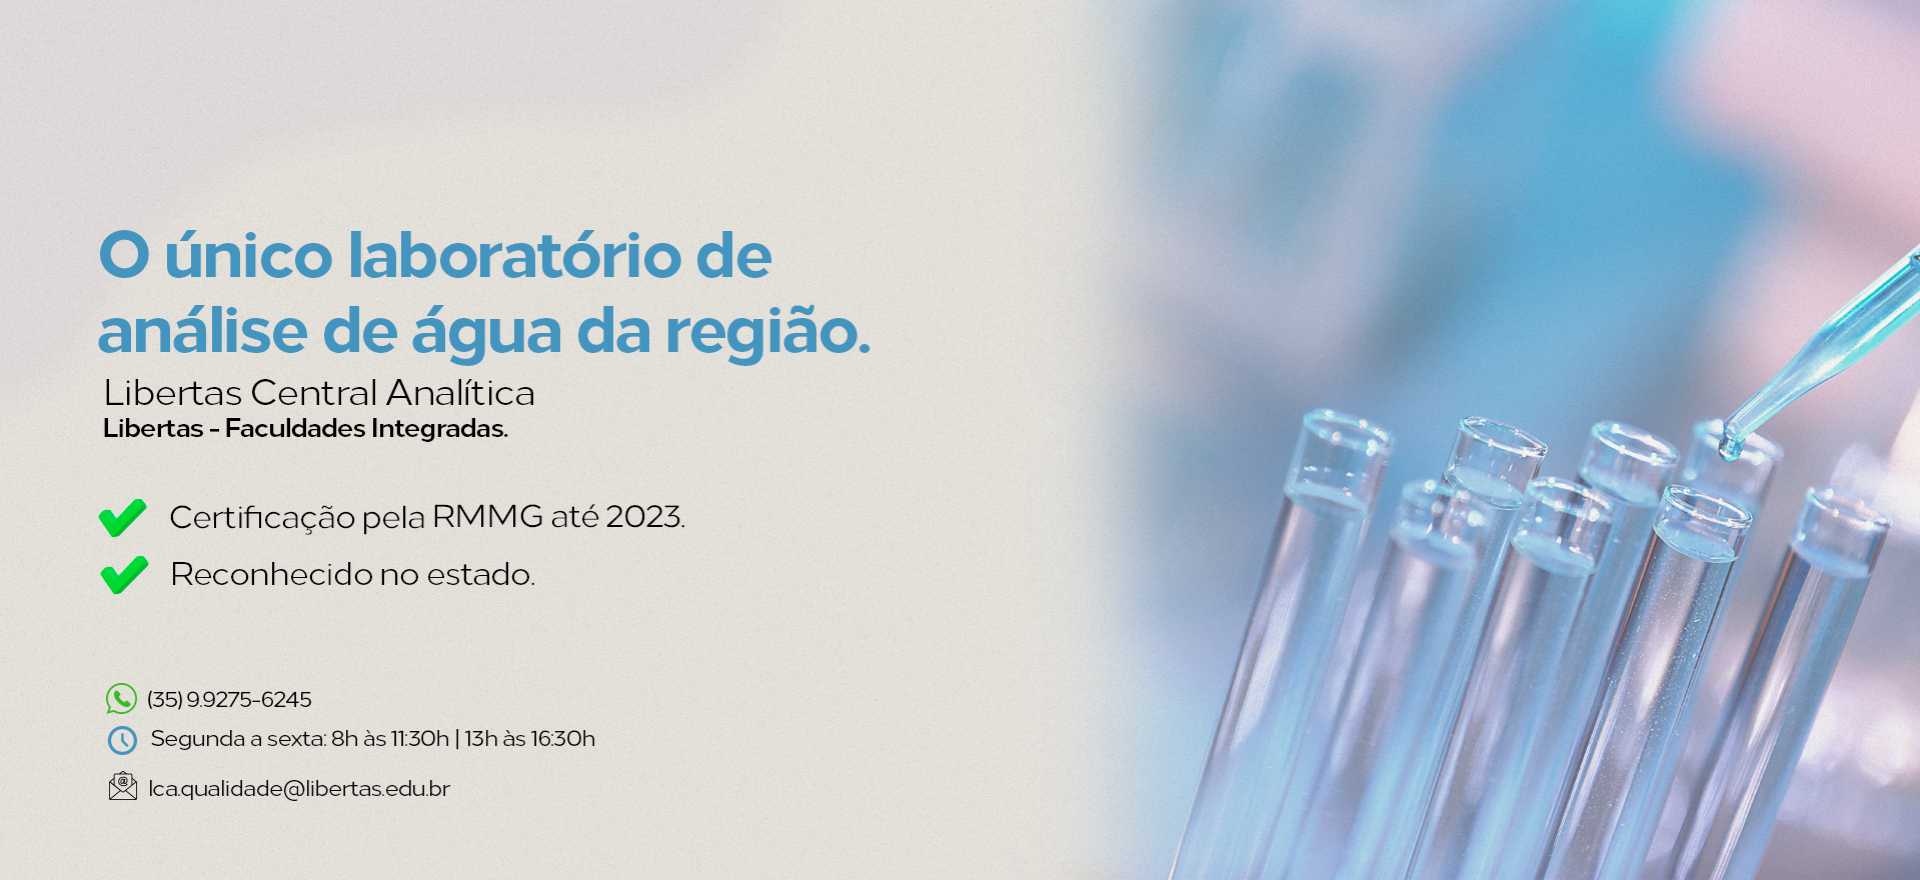 O único laboratório de
análise de água da região.
Libertas Central Analítica
Libertas - Faculdades Integradas.
Certificação pela RMMG até 2023.
Reconhecido no estado.
(35) 9.9275-6245
Segunda a sexta: 8h às 11:30h | 13h às 16:30h
lca.qualidade@libertas.edu.br